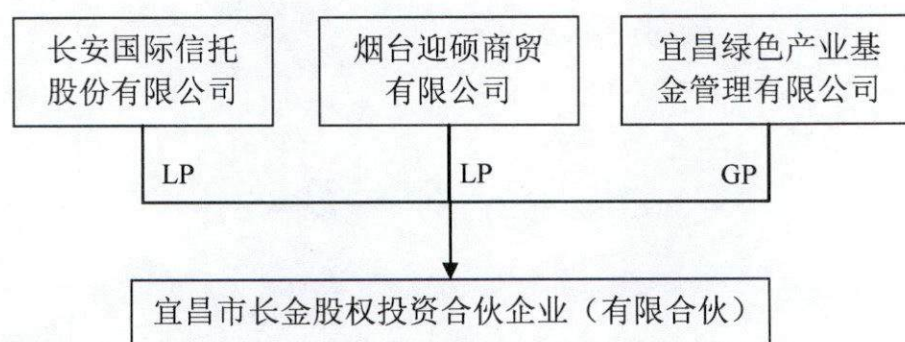 长安国际信托
股份有限公司
烟台迎硕商贸
有限公司
宜昌绿色产业基
金管理有限公司
LP
LP
GP
宜昌市长金股权投资合伙企业（有限合伙）